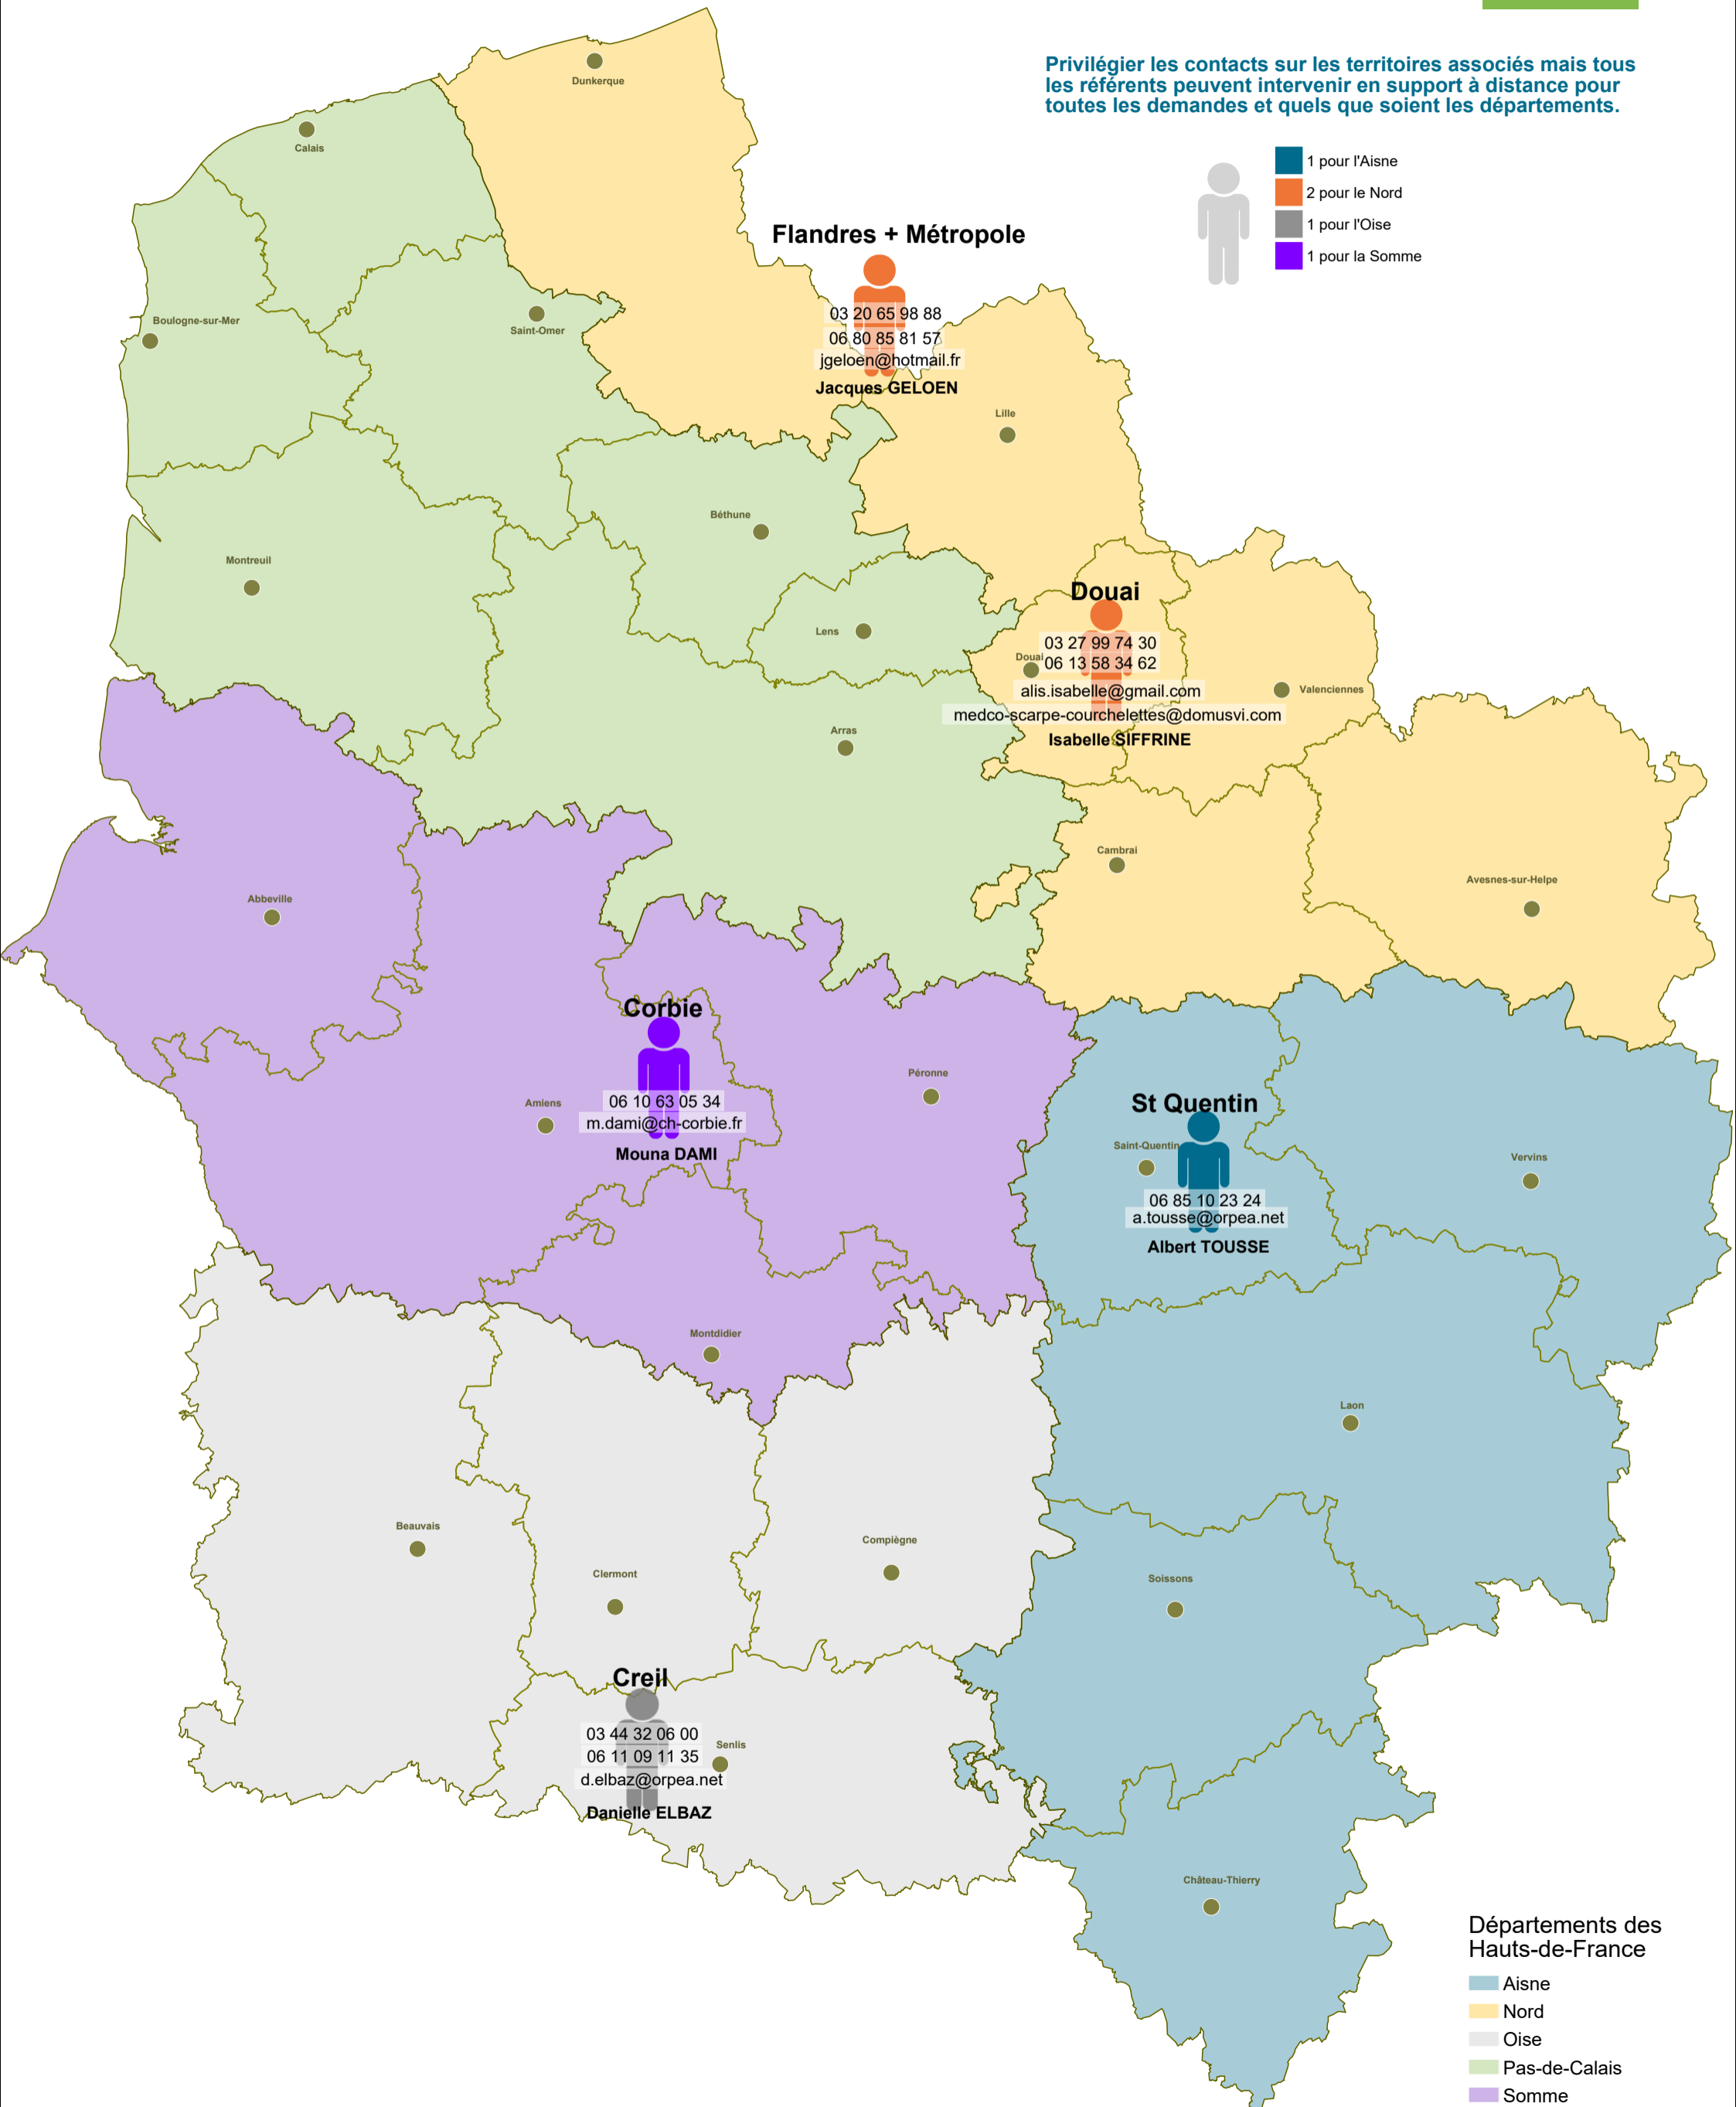 Privilégier les contacts sur les territoires associés mais tous
les référents peuvent intervenir en support à distance pour
toutes les demandes et quels que soient les départements.
1 pour l'Aisne
2 pour le Nord
1 pour l'Oise
1 pour la Somme
Dunkerque
Calais
Flandres + Métropole
03 20 65 98 88
06 80 85 81 57
jgeloen@hotmail.fr
Jacques GELOEN
Boulogne-sur-Mer
Saint-Omer
Lille
Béthune
Montreuil
Lens
Douai
03 27 99 74 30
Douai
06 13 58 34 62
alis.isabelle@gmail.com
medco-scarpe-courchelettes@domusvi.com
Isabelle SIFFRINE
Valenciennes
Arras
Cambrai
Avesnes-sur-Helpe
Abbeville
Corbie
06 10 63 05 34
m.dami@ch-corbie.fr
Mouna DAMI
Amiens
Péronne
St Quentin
Saint-Quentin
06 85 10 23 24
a.tousse@orpea.net
Albert TOUSSE
Vervins
Montdidier
Laon
Beauvais
Clermont
Compiègne
Soissons
Creil
03 44 32 06 00
06 11 09 11 35
d.elbaz@orpea.net
Danielle ELBAZ
Senlis
Château-Thierry
Départements des
Hauts-de-France
Aisne
Nord
Oise
Pas-de-Calais
Somme